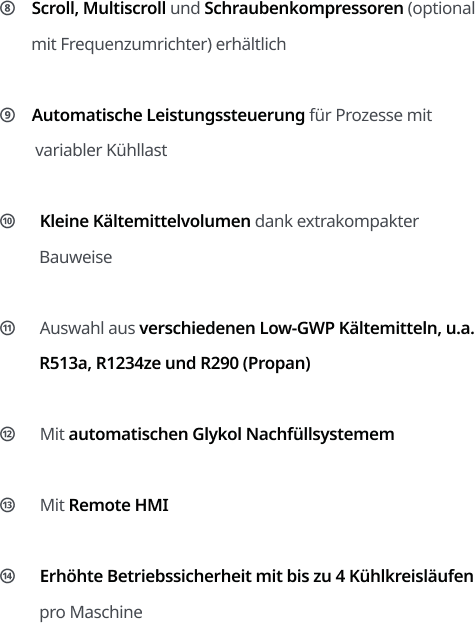 ⑧ Scroll, Multiscroll und Schraubenkompressoren (optional
mit Frequenzumrichter) erhältlich
⑨ Automatische Leistungssteuerung für Prozesse mit
variabler Kühllast
⑩ Kleine Kältemittelvolumen dank extrakompakter
Bauweise
⑪ Auswahl aus verschiedenen Low-GWP Kältemitteln, u.a.
R513a, R1234ze und R290 (Propan)
⑫ Mit automatischen Glykol Nachfüllsystemem
⑬ Mit Remote HMI
⑭ Erhöhte Betriebssicherheit mit bis zu 4 Kühlkreisläufen
pro Maschine